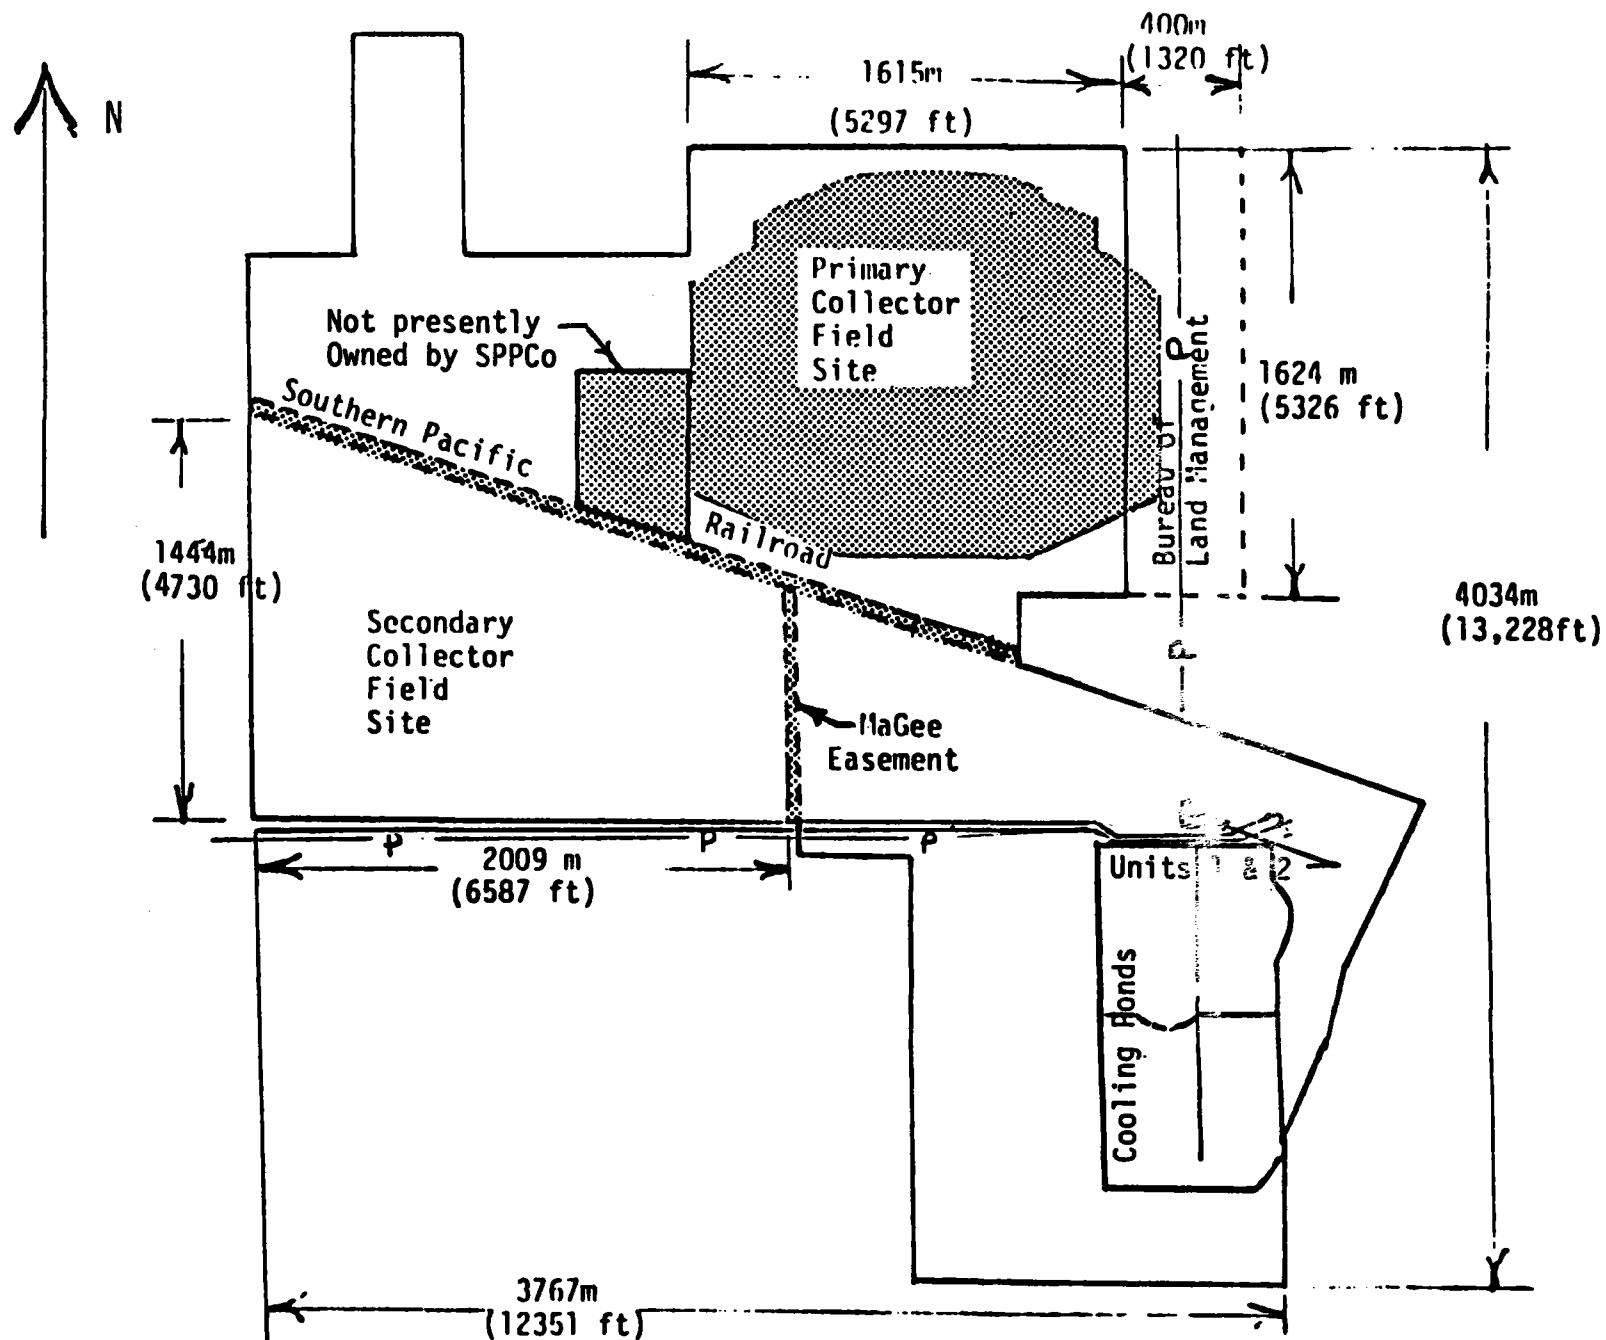 400m
(1320 ft)
1615m
(5297 ft)
N
Primary
Collector
Field
Site
Not presently
Owned by SPPCo
Southern Pacific
Railroad
P
Bureau of
Land Management
1624 m
(5326 ft)
1444m
(4730 ft)
4034m
(13,228ft)
Secondary
Collector
Field
Site
P
MaGee
Easement
P
P
P
P
2009 m
(6587 ft)
Units 1 & 2
Cooling Ponds
3767m
(12351 ft)